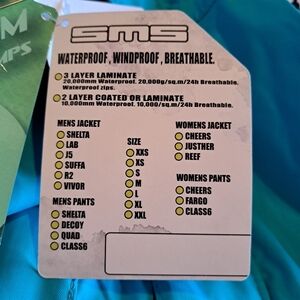 SMS
WATERPROOF, WINDPROOF, BREATHABLE.
3 LAYER LAMINATE
20,000mm Waterproof. 20,000g/sq.m/24h Breathable.
Waterproof zips.
2 LAYER COATED OR LAMINATE
10,000mm Waterproof. 10,000/sq.m/24h Breathable.
MENS JACKET
SHELTA
LAB
J5
SUFFA
R2
VIVOR
MENS PANTS
SHELTA
DECOY
QUAD
CLASS6
SIZE
XXS
XS
S
M
L
XL
XXL
WOMENS JACKET
CHEERS
JUSTHER
REEF
WOMENS PANTS
CHEERS
FARGO
CLASS6